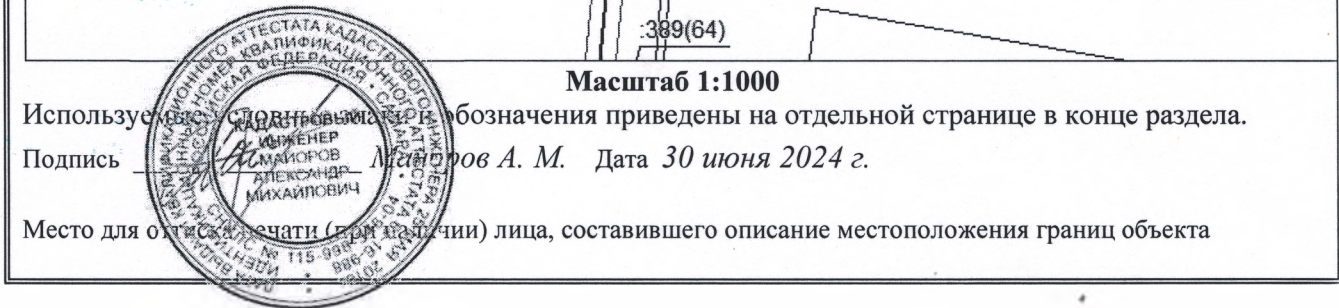 :389(64)
Масштаб 1:1000
Используемые условные знаки и обозначения приведены на отдельной странице в конце раздела.
Подпись Майоров А. М. Дата 30 июня 2024 г.
КАДАСТРОВЫЙ
ИНЖЕНЕР
МАЙОРОВ
АЛЕКСАНДР
МИХАЙЛОВИЧ
РОССИЙСКАЯ ФЕДЕРАЦИЯ
Место для оттиска печати (при наличии) лица, составившего описание местоположения границ объекта